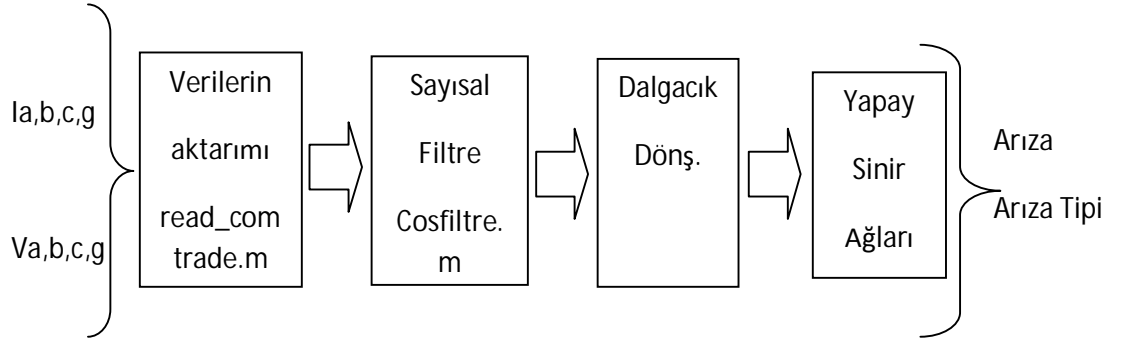 Ia,b,c,g
Va,b,c,g
Verilerin
aktarımı
read_com
trade.m
Sayısal
Filtre
Cosfiltre.
m
Dalgacık
Dönş.
Yapay
Sinir
Ağları
Arıza
Arıza Tipi